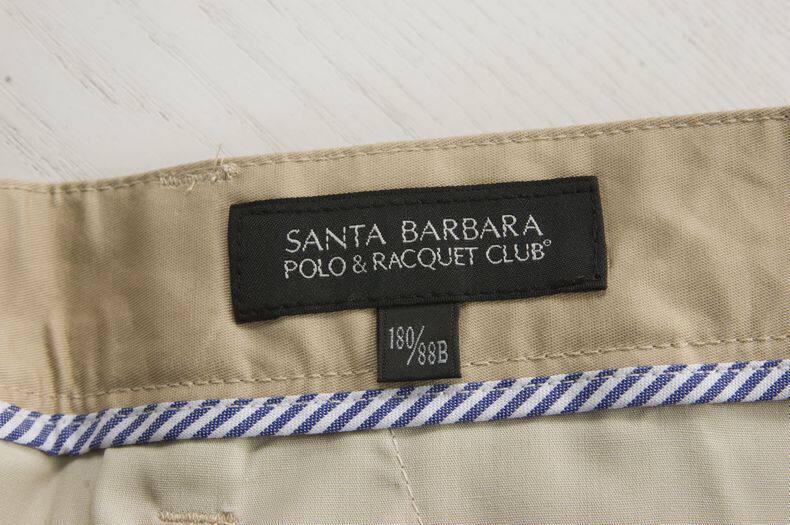 SANTA BARBARA
POLO & RACQUET CLUB®
180/88B